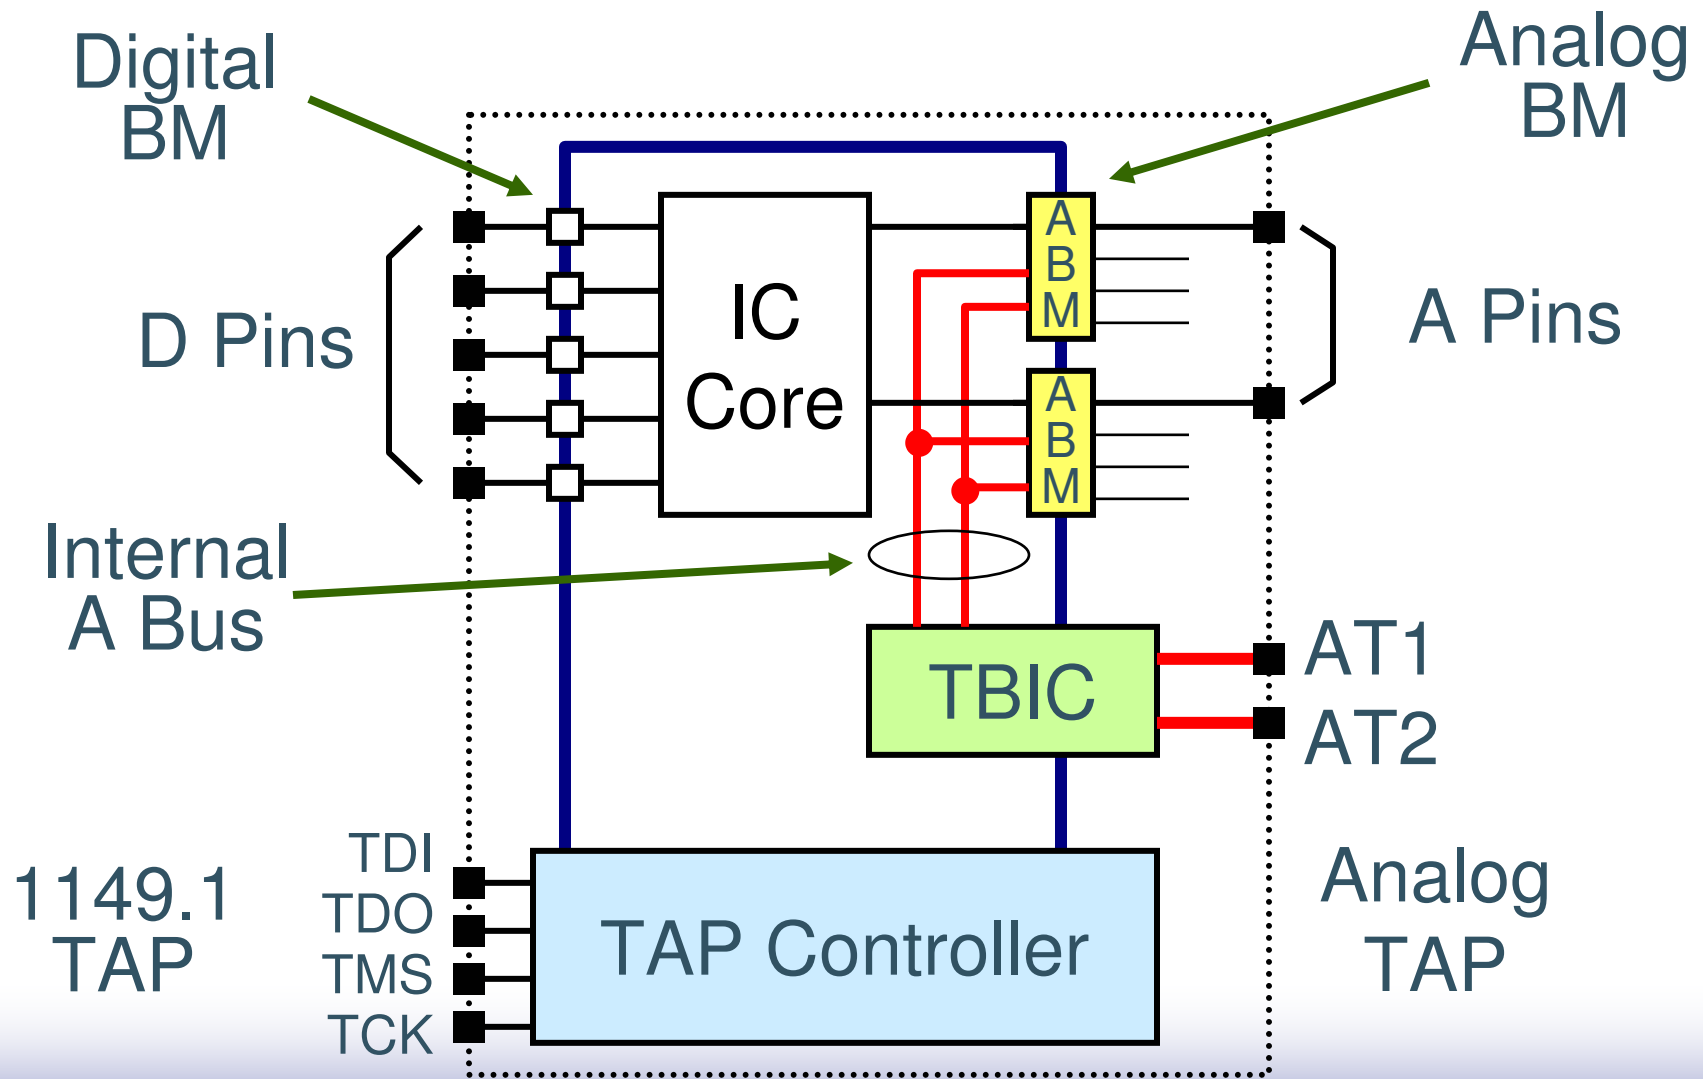 Digital
BM
Analog
BM
D Pins
IC
Core
A
B
M
A
B
M
A Pins
Internal
A Bus
TBIC
AT1
AT2
1149.1
TAP
TDI
TDO
TMS
TCK
TAP Controller
Analog
TAP